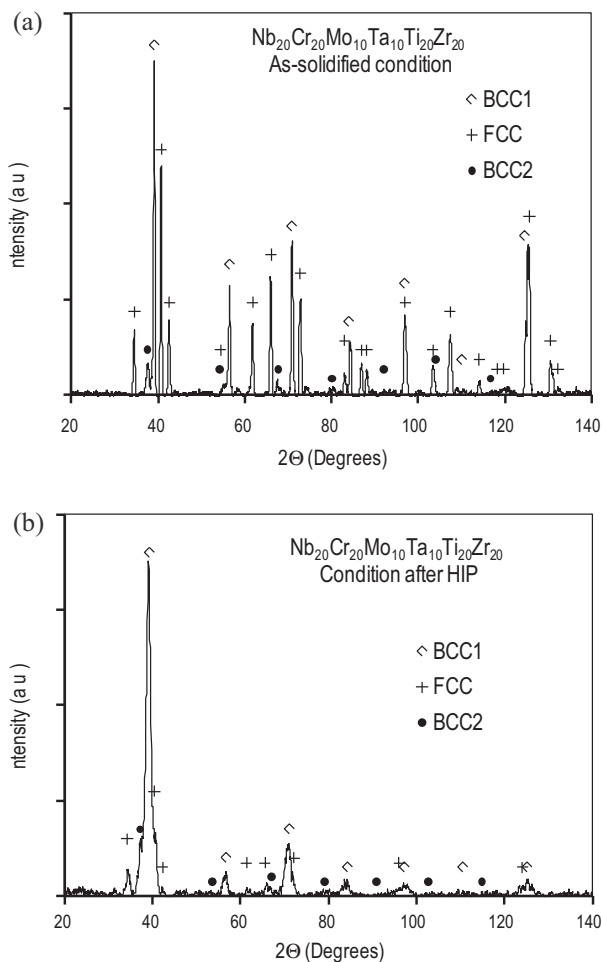 (a)
Nb20Cr20Mo10Ta10Ti20Zr20
As-solidified condition
BCC1
FCC
BCC2
ntensity (a u )
20 40 60 80 100 120 140
2Θ (Degrees)
(b)
Nb20Cr20Mo10Ta10Ti20Zr20
Condition after HIP
BCC1
FCC
BCC2
ntensity (a u )
20 40 60 80 100 120 140
2Θ (Degrees)